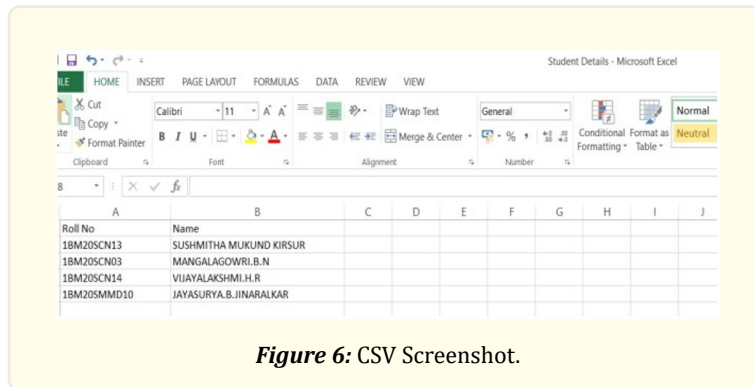 Student Details - Microsoft Excel
ILE HOME INSERT PAGE LAYOUT FORMULAS DATA REVIEW VIEW
Cut
Copy
Format Painter
Clipboard
Calibri 11 A A
B I U A
Font
Wrap Text
Merge & Center
Alignment
General
% ,
Number
Conditional Formatting
Format as Table
Normal
Neutral
8 fx
A B C D E F G H I J
Roll No Name
1BM20SCN13 SUSHMITHA MUKUND KIRSUR
1BM20SCN03 MANGALAGOWRI.B.N
1BM20SCN14 VIJAYALAKSHMI.H.R
1BM20SMMD10 JAYASURYA.B.JINARALKAR
Figure 6: CSV Screenshot.